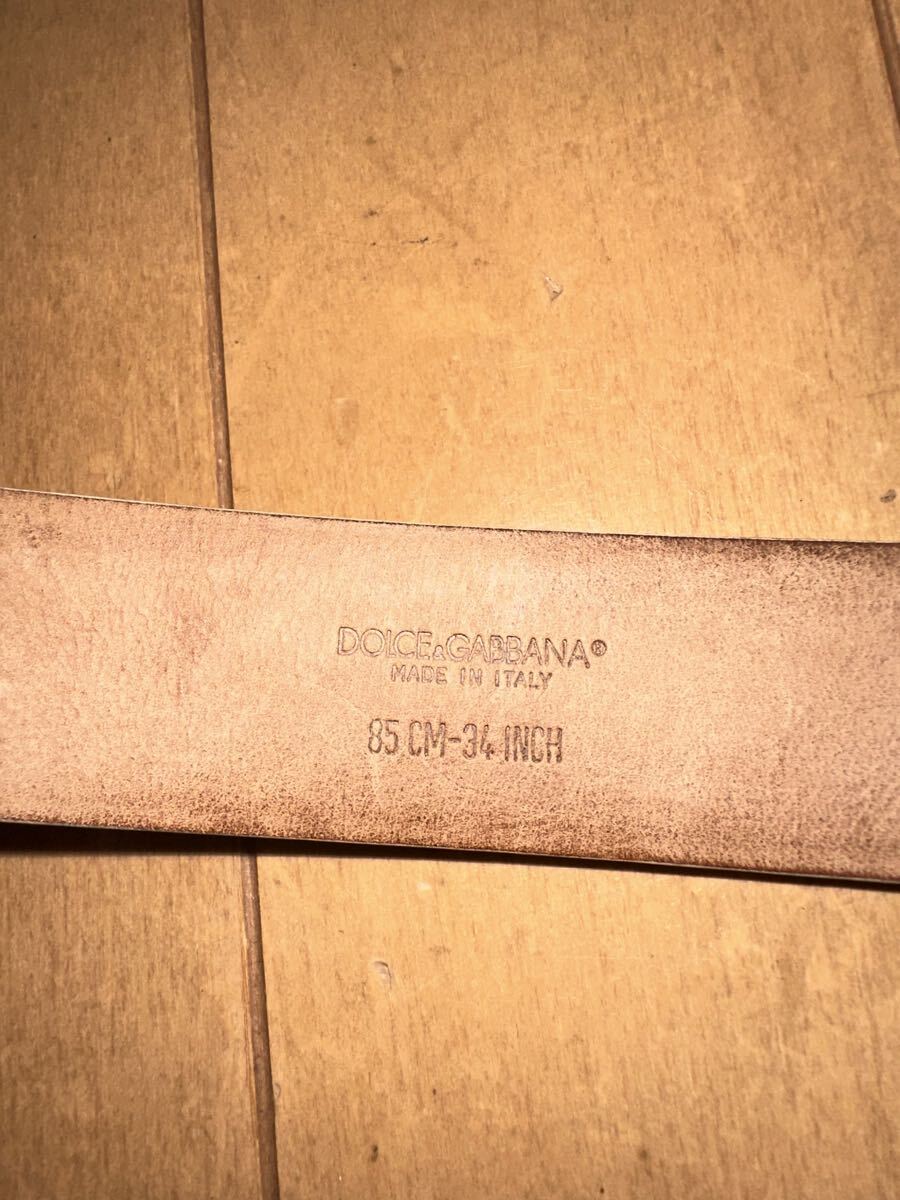 DOLCE&GABBANA®
MADE IN ITALY
85 CM-34 INCH